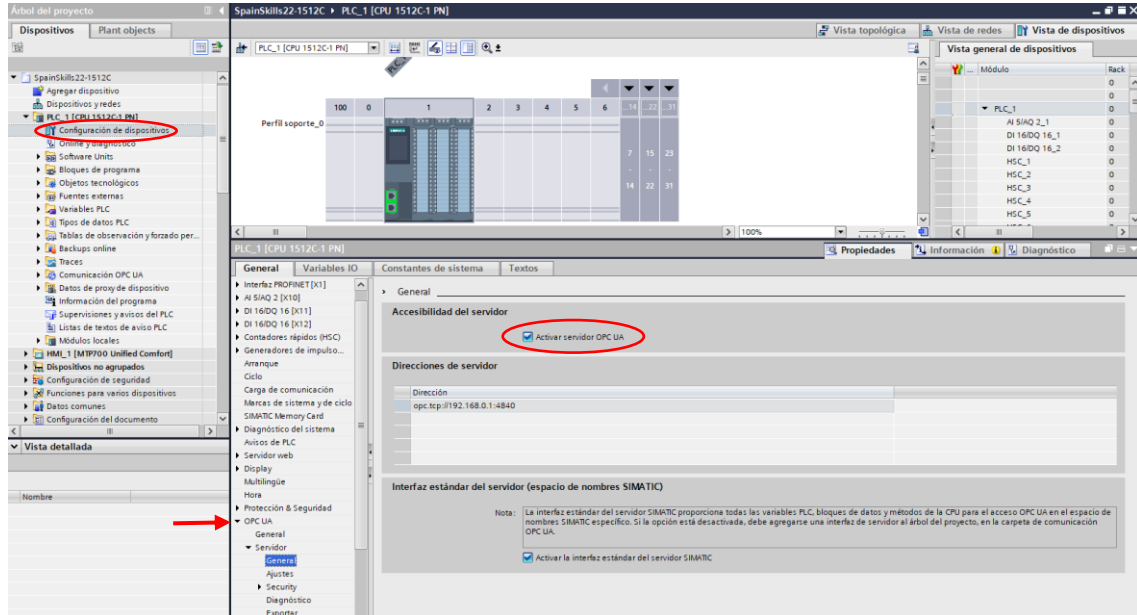 Árbol del proyecto
SpainSkills22-1512C ▸ PLC_1 [CPU 1512C-1 PN]
Dispositivos
Plant objects
SpainSkills22-1512C
Agregar dispositivo
Dispositivos y redes
PLC_1 [CPU 1512C-1 PN]
Configuración de dispositivos
Online y diagnóstico
Software Units
Bloques de programa
Objetos tecnológicos
Fuentes externas
Variables PLC
Tipos de datos PLC
Tablas de observación y forzado per...
Backups online
Traces
Comunicación OPC UA
Datos de proxy de dispositivo
Información del programa
Supervisiones y avisos del PLC
Listas de textos de aviso PLC
Módulos locales
HMI_1 [MTP700 Unified Comfort]
Dispositivos no agrupados
Configuración de seguridad
Funciones para varios dispositivos
Datos comunes
Configuración del documento
Vista detallada
Nombre
Vista topológica
Vista de redes
Vista de dispositivos
PLC_1 [CPU 1512C-1 PN]
100 0 1 2 3 4 5 6 ...14 ...22 ...31
Perfil soporte_0
7 15 23
14 22 31
100%
Vista general de dispositivos
... Módulo Rack
0
0
PLC_1 0
AI 5/AQ 2_1 0
DI 16/DQ 16_1 0
DI 16/DQ 16_2 0
HSC_1 0
HSC_2 0
HSC_3 0
HSC_4 0
HSC_5 0
PLC_1 [CPU 1512C-1 PN]
Propiedades
Información
Diagnóstico
General
Variables IO
Constantes de sistema
Textos
Interfaz PROFINET [X1]
AI 5/AQ 2 [X10]
DI 16/DQ 16 [X11]
DI 16/DQ 16 [X12]
Contadores rápidos (HSC)
Generadores de impulso...
Arranque
Ciclo
Carga de comunicación
Marcas de sistema y de ciclo
SIMATIC Memory Card
Diagnóstico del sistema
Avisos de PLC
Servidor web
Display
Multilingüe
Hora
Protección & Seguridad
OPC UA
General
Servidor
General
Ajustes
Security
Diagnóstico
Exportar
General
Accesibilidad del servidor
Activar servidor OPC UA
Direcciones de servidor
Dirección
opc.tcp://192.168.0.1:4840
Interfaz estándar del servidor (espacio de nombres SIMATIC)
Nota: La interfaz estándar del servidor SIMATIC proporciona todas las variables PLC, bloques de datos y métodos de la CPU para el acceso OPC UA en el espacio de
nombres SIMATIC específico. Si la opción está desactivada, debe agregarse una interfaz de servidor al árbol del proyecto, en la carpeta de comunicación
OPC UA.
Activar la interfaz estándar del servidor SIMATIC